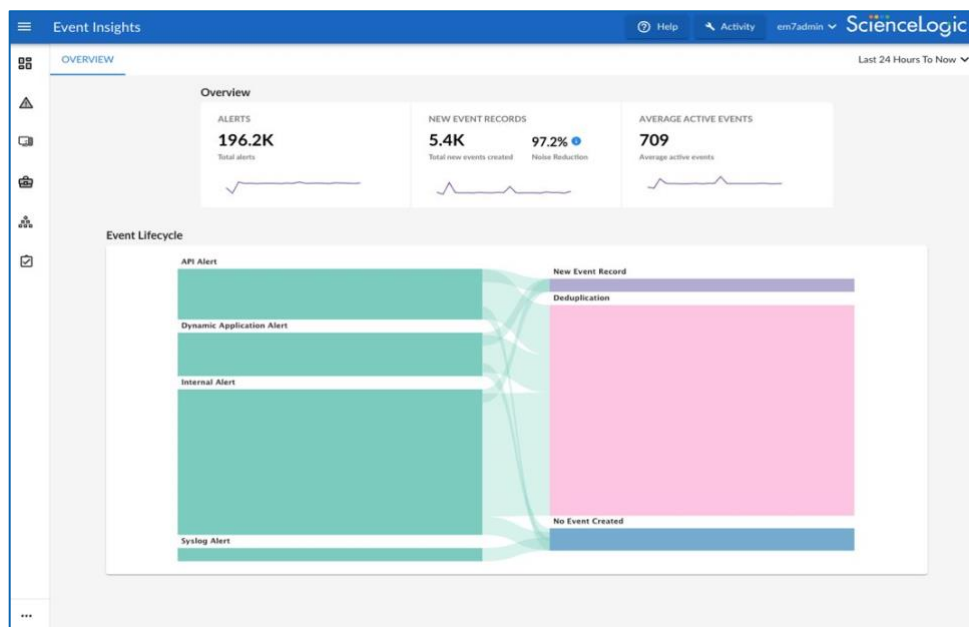 Event Insights
Help
Activity
em7admin
ScienceLogic
OVERVIEW
Last 24 Hours To Now
Overview
ALERTS
196.2K
Total alerts
NEW EVENT RECORDS
5.4K
Total new events created
97.2%
Noise Reduction
AVERAGE ACTIVE EVENTS
709
Average active events
Event Lifecycle
API Alert
New Event Record
Deduplication
Dynamic Application Alert
Internal Alert
No Event Created
Syslog Alert